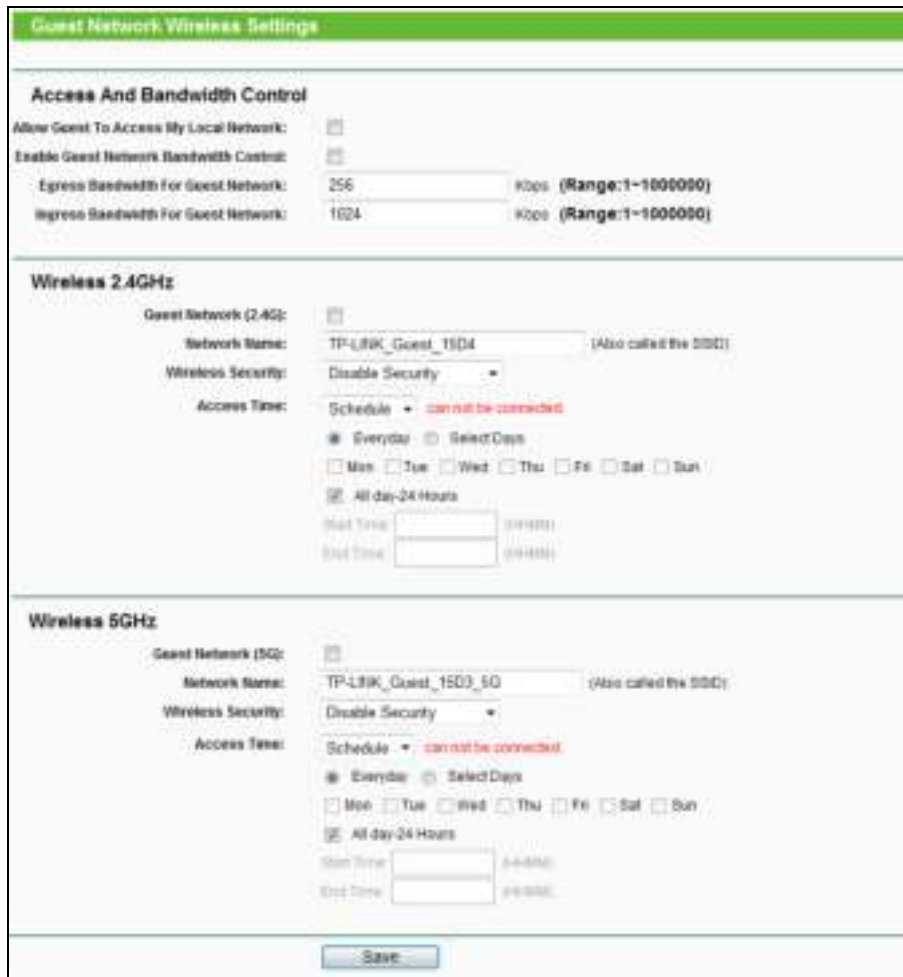 Guest Network Wireless Settings
Access And Bandwidth Control
Allow Guest To Access My Local Network:
Enable Guest Network Bandwidth Control:
Egress Bandwidth For Guest Network: 256 Kbps (Range:1~1000000)
Ingress Bandwidth For Guest Network: 1024 Kbps (Range:1~1000000)
Wireless 2.4GHz
Guest Network (2.4G):
Network Name: TP-LINK_Guest_15D4 (Also called the SSID)
Wireless Security: Disable Security
Access Time: Schedule can not be connected.
Everyday Select Days
Mon Tue Wed Thu Fri Sat Sun
All day-24 Hours
Start Time: (HHMM)
End Time: (HHMM)
Wireless 5GHz
Guest Network (5G):
Network Name: TP-LINK_Guest_15D3_5G (Also called the SSID)
Wireless Security: Disable Security
Access Time: Schedule can not be connected.
Everyday Select Days
Mon Tue Wed Thu Fri Sat Sun
All day-24 Hours
Start Time: (HHMM)
End Time: (HHMM)
Save